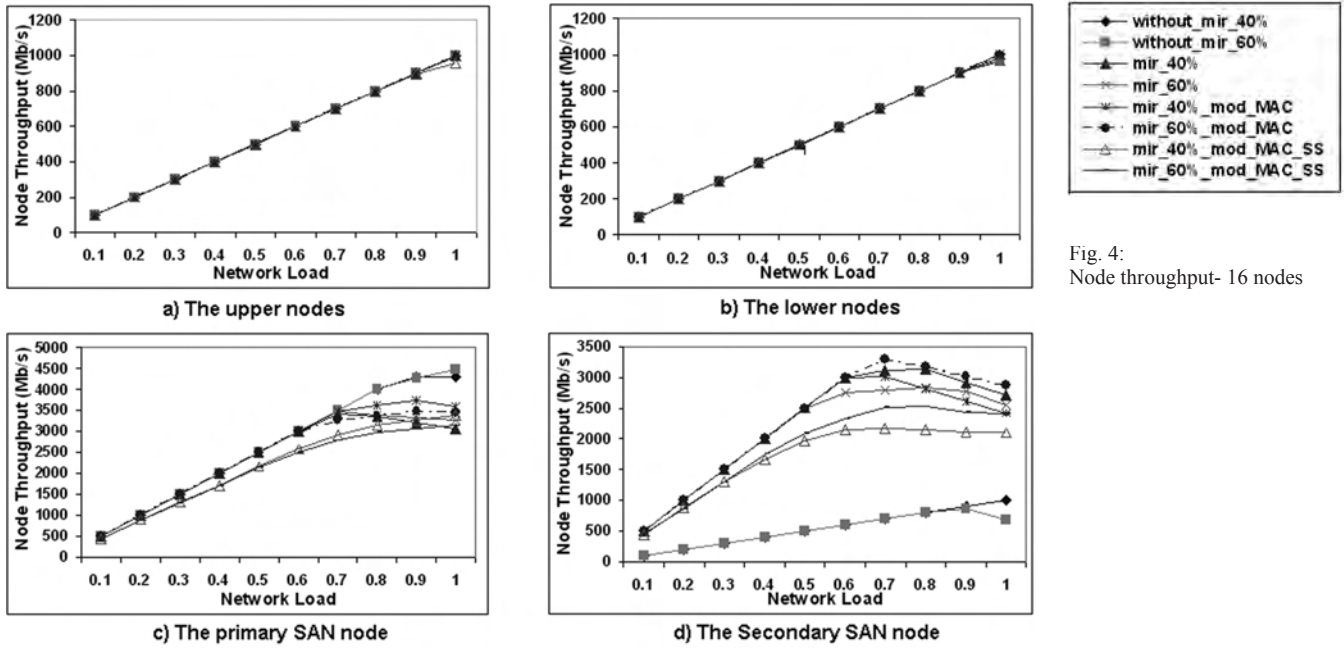 1200
1000
800
600
400
200
0
Node Throughput (Mb/s)
0.1 0.2 0.3 0.4 0.5 0.6 0.7 0.8 0.9 1
Network Load
a) The upper nodes
1200
1000
800
600
400
200
0
Node Throughput (Mb/s)
0.1 0.2 0.3 0.4 0.5 0.6 0.7 0.8 0.9 1
Network Load
b) The lower nodes
without_mir_40%
without_mir_60%
mir_40%
mir_60%
mir_40%_mod_MAC
mir_60%_mod_MAC
mir_40%_mod_MAC_SS
mir_60%_mod_MAC_SS
Fig. 4:
Node throughput- 16 nodes
5000
4500
4000
3500
3000
2500
2000
1500
1000
500
0
Node Throughput (Mb/s)
0.1 0.2 0.3 0.4 0.5 0.6 0.7 0.8 0.9 1
Network Load
c) The primary SAN node
3500
3000
2500
2000
1500
1000
500
0
Node Throughput (Mb/s)
0.1 0.2 0.3 0.4 0.5 0.6 0.7 0.8 0.9 1
Network Load
d) The Secondary SAN node